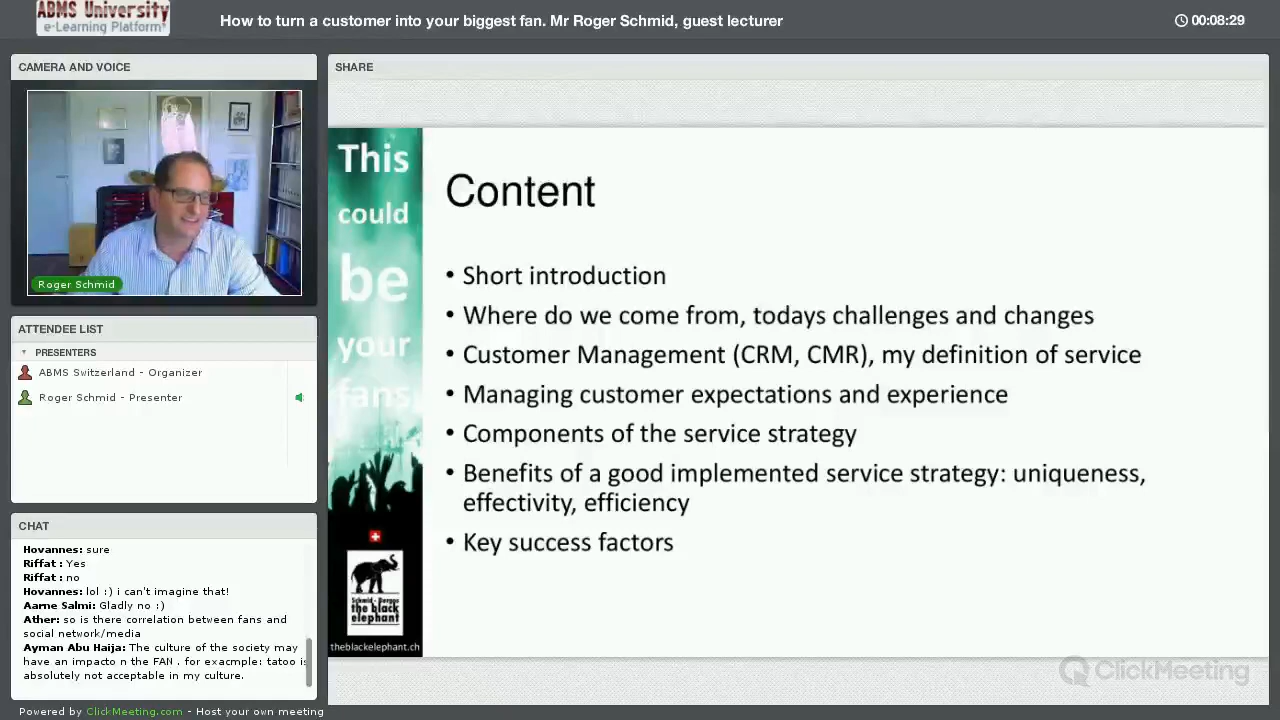 ABMS University
e-Learning Platform
How to turn a customer into your biggest fan. Mr Roger Schmid, guest lecturer
00:08:29
CAMERA AND VOICE
Roger Schmid
ATTENDEE LIST
PRESENTERS
ABMS Switzerland - Organizer
Roger Schmid - Presenter
CHAT
Hovannes: sure
Riffat : Yes
Riffat : no
Hovannes: lol :) i can't imagine that!
Aarne Salmi: Gladly no :)
Ather: so is there correlation between fans and
social network/media
Ayman Abu Haija: The culture of the society may
have an impacto n the FAN . for exacmple: tatoo is
absolutely not acceptable in my culture.
Powered by ClickMeeting.com - Host your own meeting
SHARE
This
could
be
your
fans
Schmid - Dergos
the black
elephant
theblackelephant.ch
Content
• Short introduction
• Where do we come from, todays challenges and changes
• Customer Management (CRM, CMR), my definition of service
• Managing customer expectations and experience
• Components of the service strategy
• Benefits of a good implemented service strategy: uniqueness,
effectivity, efficiency
• Key success factors
ClickMeeting